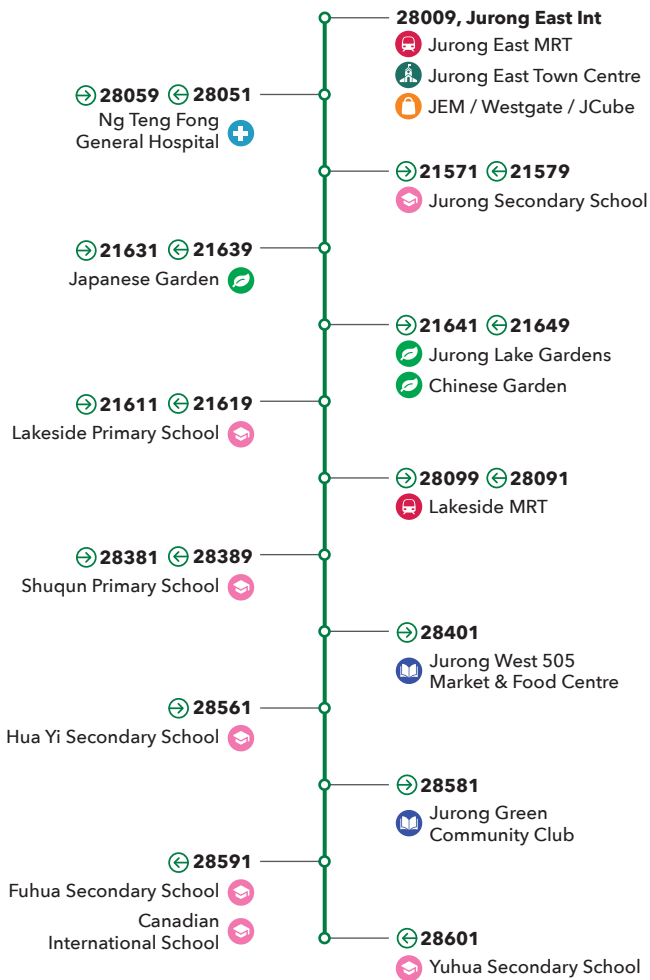 28009, Jurong East Int
Jurong East MRT
Jurong East Town Centre
JEM / Westgate / JCube
28059 28051
Ng Teng Fong
General Hospital
21571 21579
Jurong Secondary School
21631 21639
Japanese Garden
21641 21649
Jurong Lake Gardens
Chinese Garden
21611 21619
Lakeside Primary School
28099 28091
Lakeside MRT
28381 28389
Shuqun Primary School
28401
Jurong West 505
Market & Food Centre
28561
Hua Yi Secondary School
28581
Jurong Green
Community Club
28591
Fuhua Secondary School
Canadian
International School
28601
Yuhua Secondary School